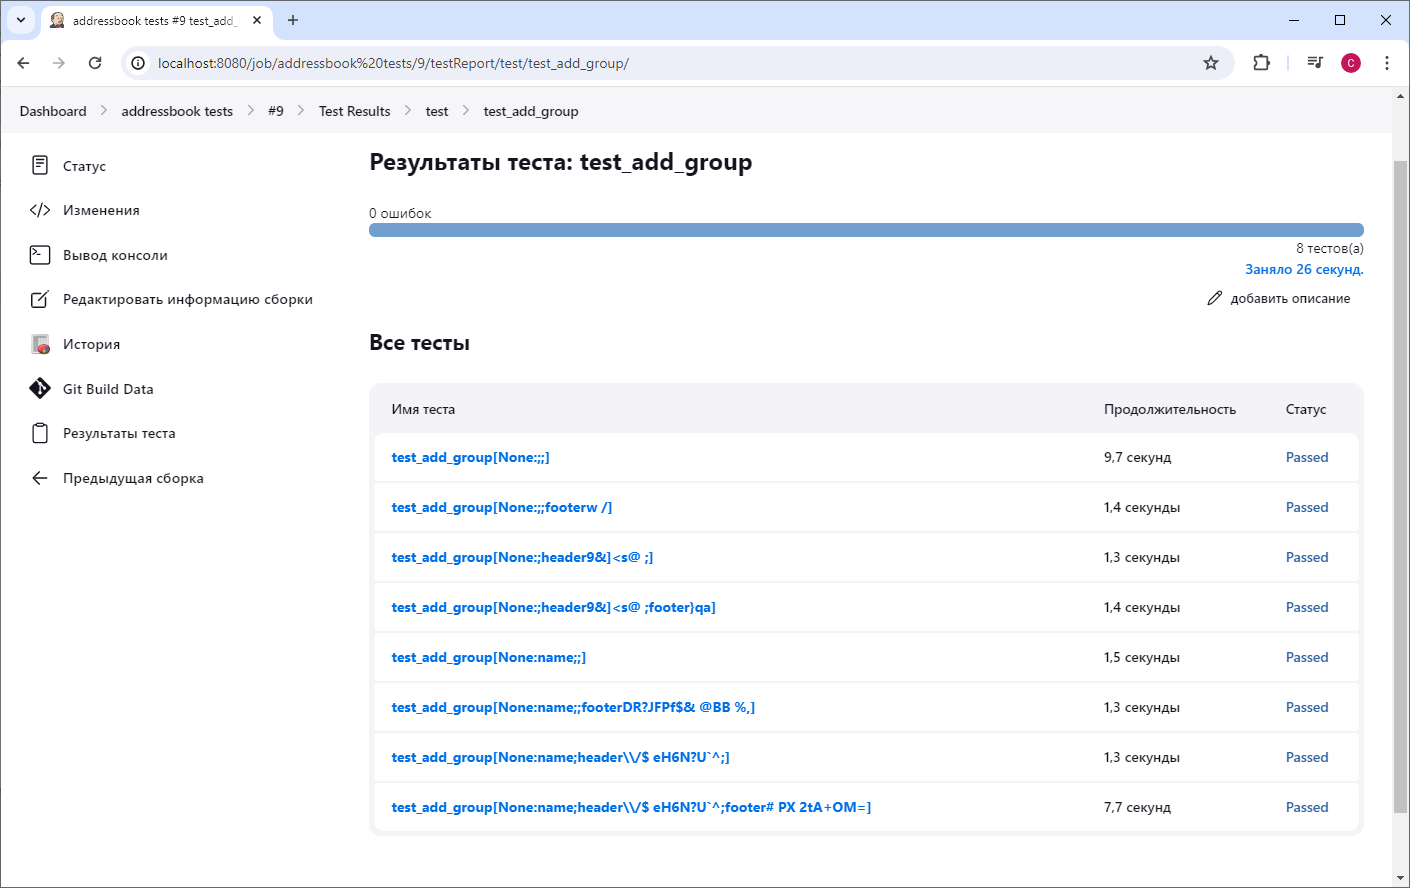 addressbook tests #9 test_add_
localhost:8080/job/addressbook%20tests/9/testReport/test/test_add_group/
C
Dashboard addressbook tests #9 Test Results test test_add_group
Статус
Изменения
Вывод консоли
Редактировать информацию сборки
История
Git Build Data
Результаты теста
Предыдущая сборка
Результаты теста: test_add_group
0 ошибок
8 тестов(а)
Заняло 26 секунд.
добавить описание
Все тесты
Имя теста Продолжительность Статус
test_add_group[None:;;] 9,7 секунд Passed
test_add_group[None:;;footerw /] 1,4 секунды Passed
test_add_group[None:;header9&]<s@ ;] 1,3 секунды Passed
test_add_group[None:;header9&]<s@ ;footer}qa] 1,4 секунды Passed
test_add_group[None:name;;] 1,5 секунды Passed
test_add_group[None:name;;footerDR?JFPf$& @BB %,] 1,3 секунды Passed
test_add_group[None:name;header\\/$ eH6N?U`^;] 1,3 секунды Passed
test_add_group[None:name;header\\/$ eH6N?U`^;footer# PX 2tA+OM=] 7,7 секунд Passed